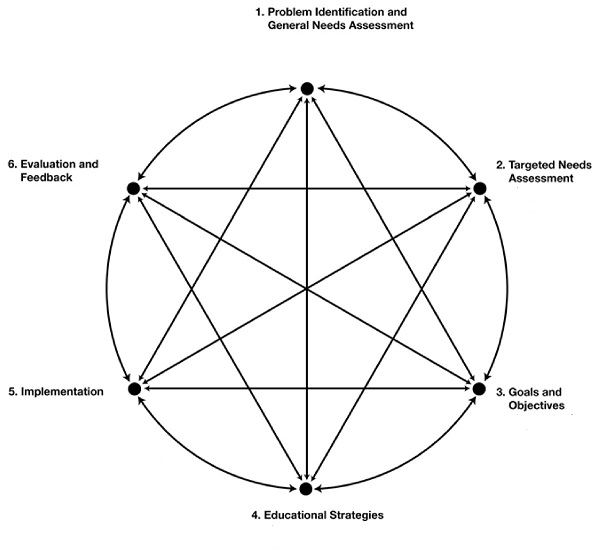 1. Problem Identification and
General Needs Assessment
2. Targeted Needs
Assessment
3. Goals and
Objectives
4. Educational Strategies
5. Implementation
6. Evaluation and
Feedback